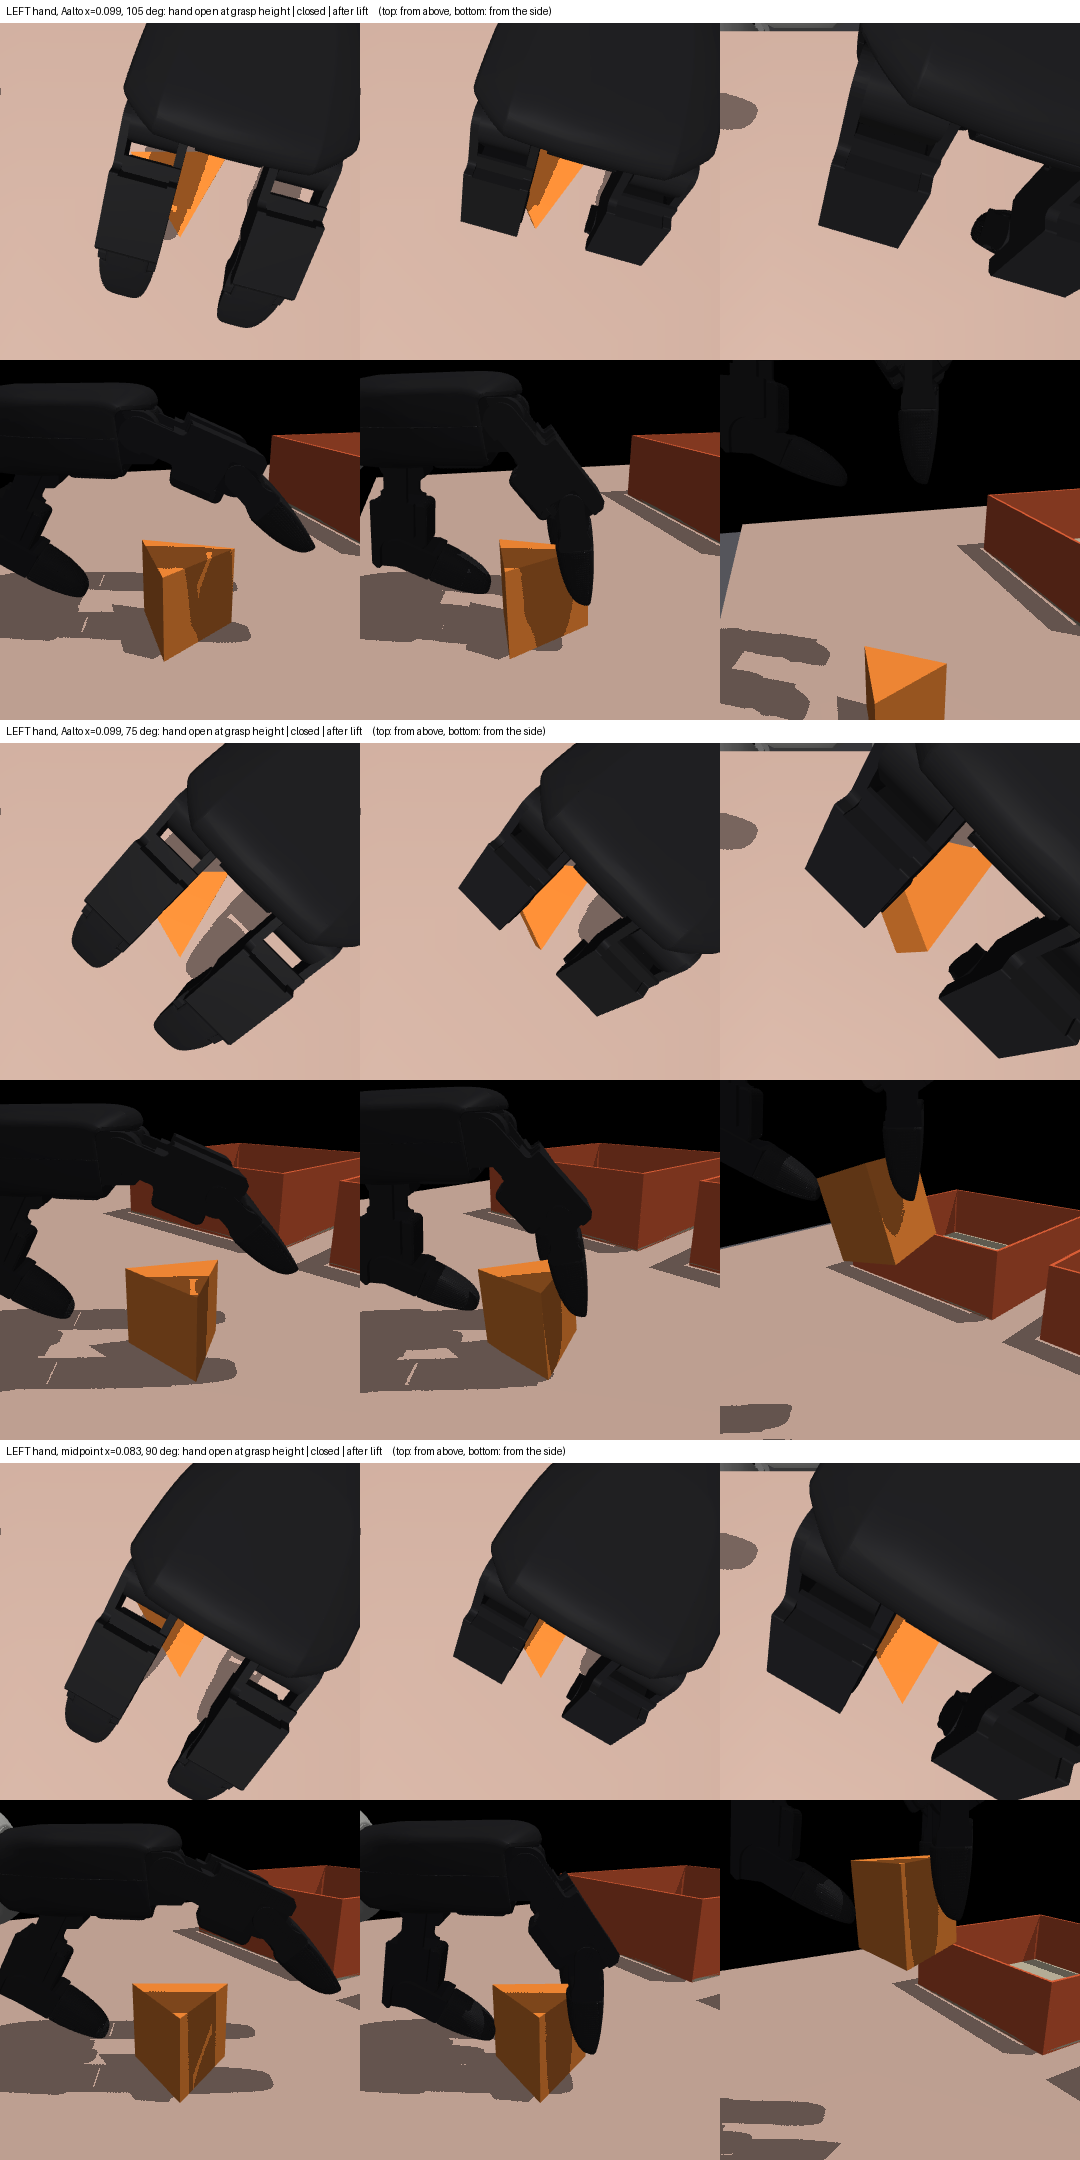 LEFT hand, Aalto x=0.099, 105 deg: hand open at grasp height | closed | after lift (top: from above, bottom: from the side)
LEFT hand, Aalto x=0.099, 75 deg: hand open at grasp height | closed | after lift (top: from above, bottom: from the side)
LEFT hand, midpoint x=0.083, 90 deg: hand open at grasp height | closed | after lift (top: from above, bottom: from the side)